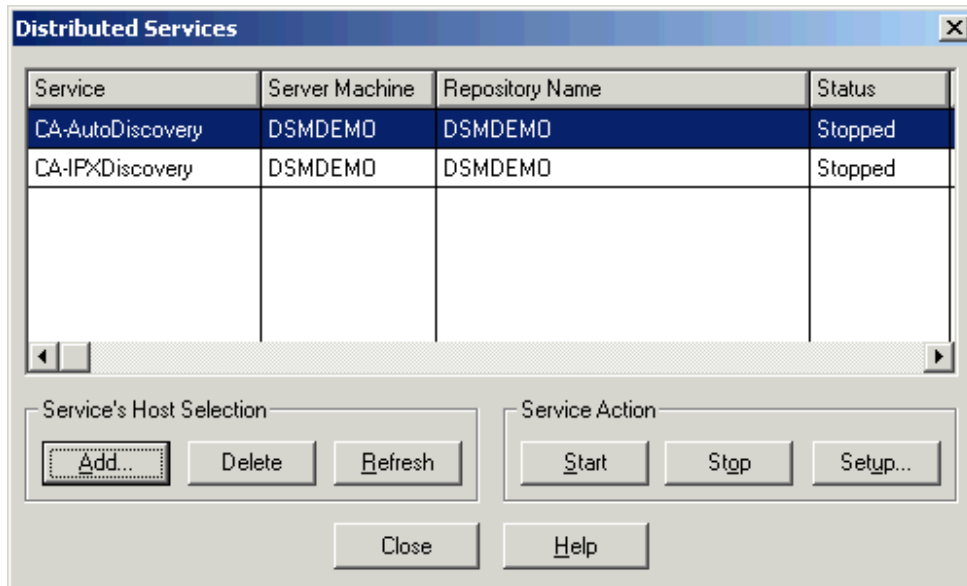 Distributed Services
Service Server Machine Repository Name Status
CA-AutoDiscovery DSMDEMO DSMDEMO Stopped
CA-IPXDiscovery DSMDEMO DSMDEMO Stopped
Service's Host Selection Service Action
Add... Delete Refresh Start Stop Setup...
Close Help